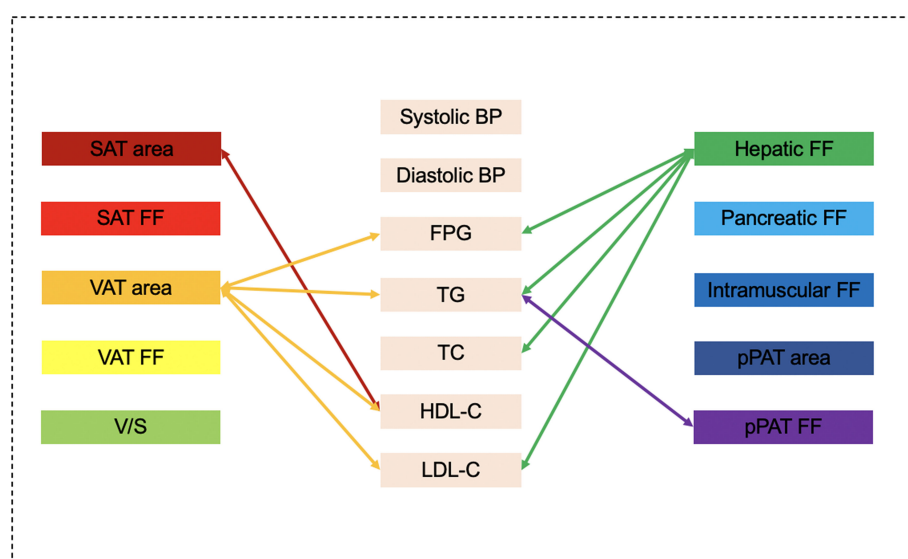 SAT area
SAT FF
VAT area
VAT FF
V/S
Systolic BP
Diastolic BP
FPG
TG
TC
HDL-C
LDL-C
Hepatic FF
Pancreatic FF
Intramuscular FF
pPAT area
pPAT FF